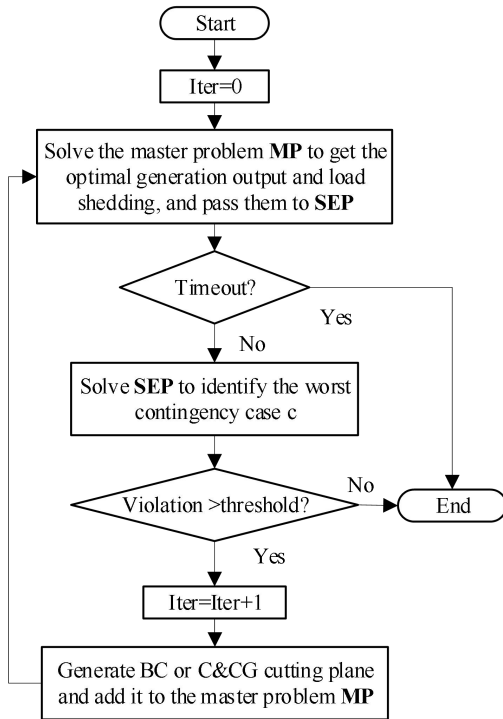 Start
Iter=0
Solve the master problem MP to get the
optimal generation output and load
shedding, and pass them to SEP
Timeout?
Yes
No
Solve SEP to identify the worst
contingency case c
Violation >threshold?
No
End
Yes
Iter=Iter+1
Generate BC or C&CG cutting plane
and add it to the master problem MP